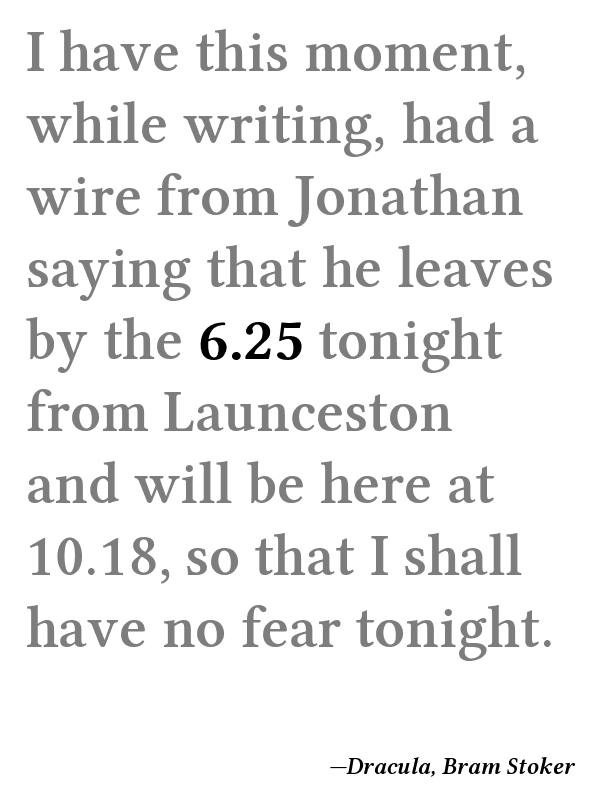 I have this moment,
while writing, had a
wire from Jonathan
saying that he leaves
by the 6.25 tonight
from Launceston
and will be here at
10.18, so that I shall
have no fear tonight.
—Dracula, Bram Stoker